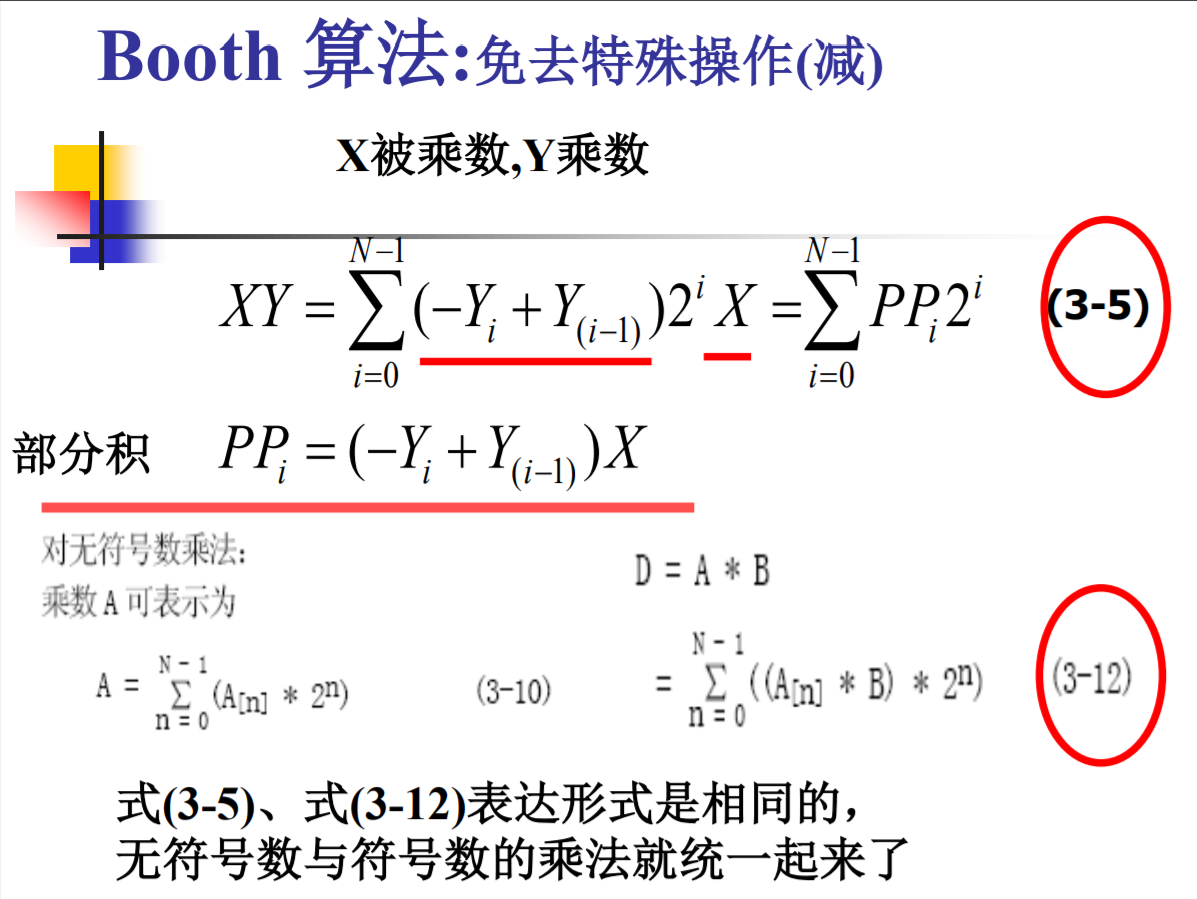 Booth 算法:免去特殊操作(减)
X被乘数,Y乘数
XY = \sum_{i=0}^{N-1} (-Y_i + Y_{(i-1)})2^i X = \sum_{i=0}^{N-1} PP_i 2^i (3-5)
部分积 PP_i = (-Y_i + Y_{(i-1)})X
对无符号数乘法:
乘数 A 可表示为
A = \sum_{n=0}^{N-1} (A_{[n]} * 2^n) (3-10)
D = A * B
= \sum_{n=0}^{N-1} ((A_{[n]} * B) * 2^n) (3-12)
式(3-5)、式(3-12)表达形式是相同的，
无符号数与符号数的乘法就统一起来了